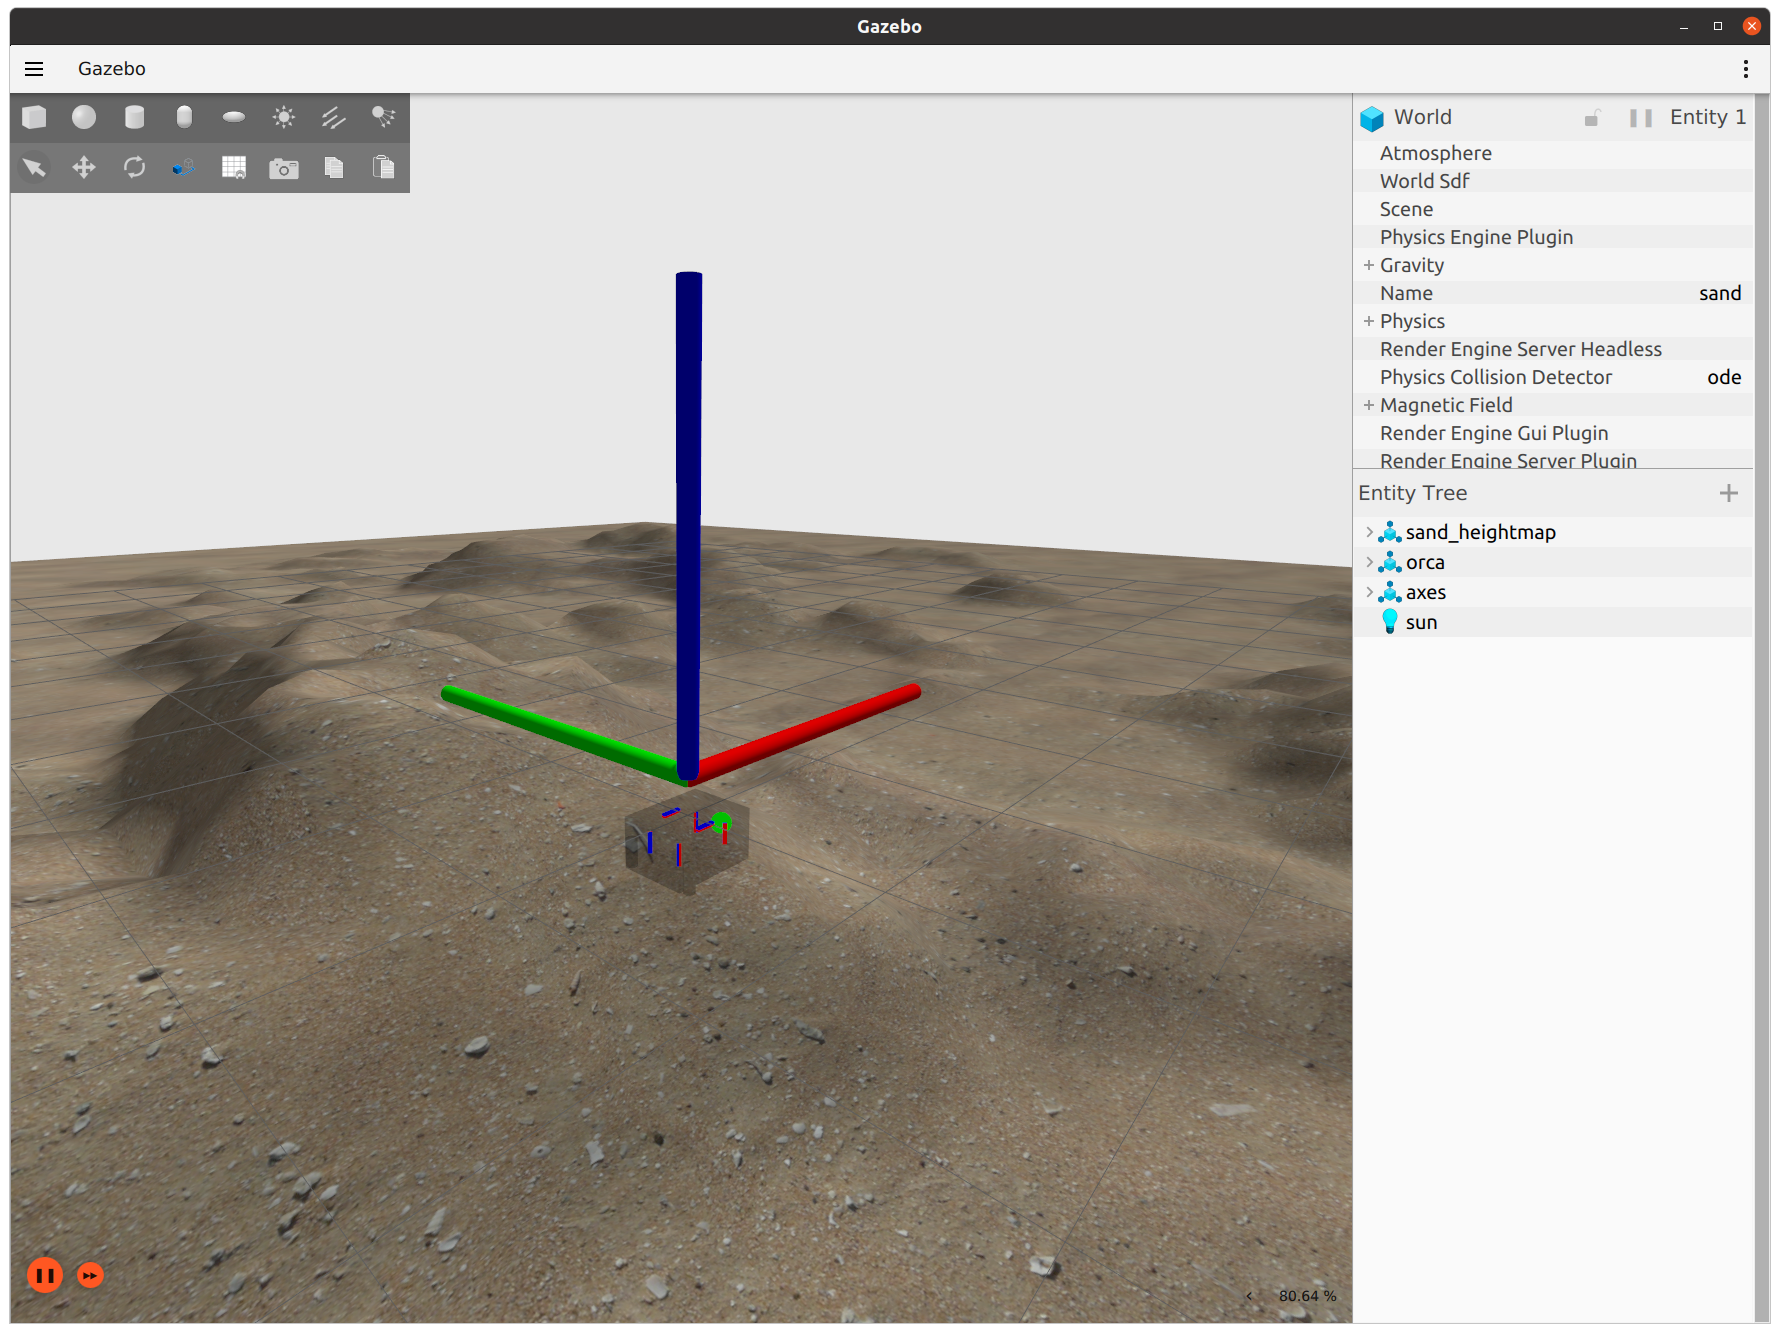 Gazebo
Gazebo
World Entity 1
Atmosphere
World Sdf
Scene
Physics Engine Plugin
+ Gravity
Name sand
+ Physics
Render Engine Server Headless
Physics Collision Detector ode
+ Magnetic Field
Render Engine Gui Plugin
Render Engine Server Plugin
Entity Tree
sand_heightmap
orca
axes
sun
80.64 %